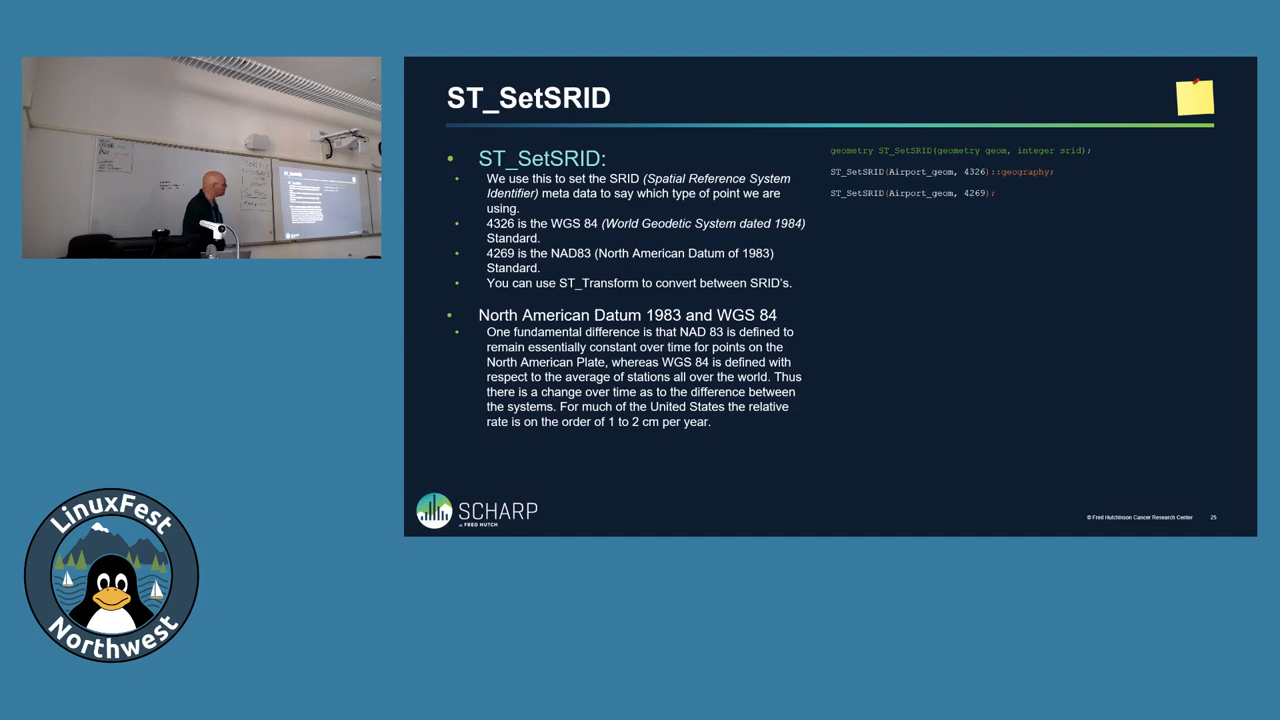 ST_SetSRID
ST_SetSRID:
We use this to set the SRID (Spatial Reference System
Identifier) meta data to say which type of point we are
using.
4326 is the WGS 84 (World Geodetic System dated 1984)
Standard.
4269 is the NAD83 (North American Datum of 1983)
Standard.
You can use ST_Transform to convert between SRID's.
North American Datum 1983 and WGS 84
One fundamental difference is that NAD 83 is defined to
remain essentially constant over time for points on the
North American Plate, whereas WGS 84 is defined with
respect to the average of stations all over the world. Thus
there is a change over time as to the difference between
the systems. For much of the United States the relative
rate is on the order of 1 to 2 cm per year.
geometry ST_SetSRID(geometry geom, integer srid);
ST_SetSRID(Airport_geom, 4326)::geography;
ST_SetSRID(Airport_geom, 4269);
SCHARP
at FRED HUTCH
© Fred Hutchinson Cancer Research Center
25
LinuxFest
Northwest